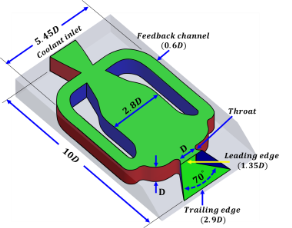 5.45D
Coolant inlet
Feedback channel
(0.6D)
2.8D
Throat
D
Leading edge
(1.35D)
10D
D
70°
Trailing edge
(2.9D)